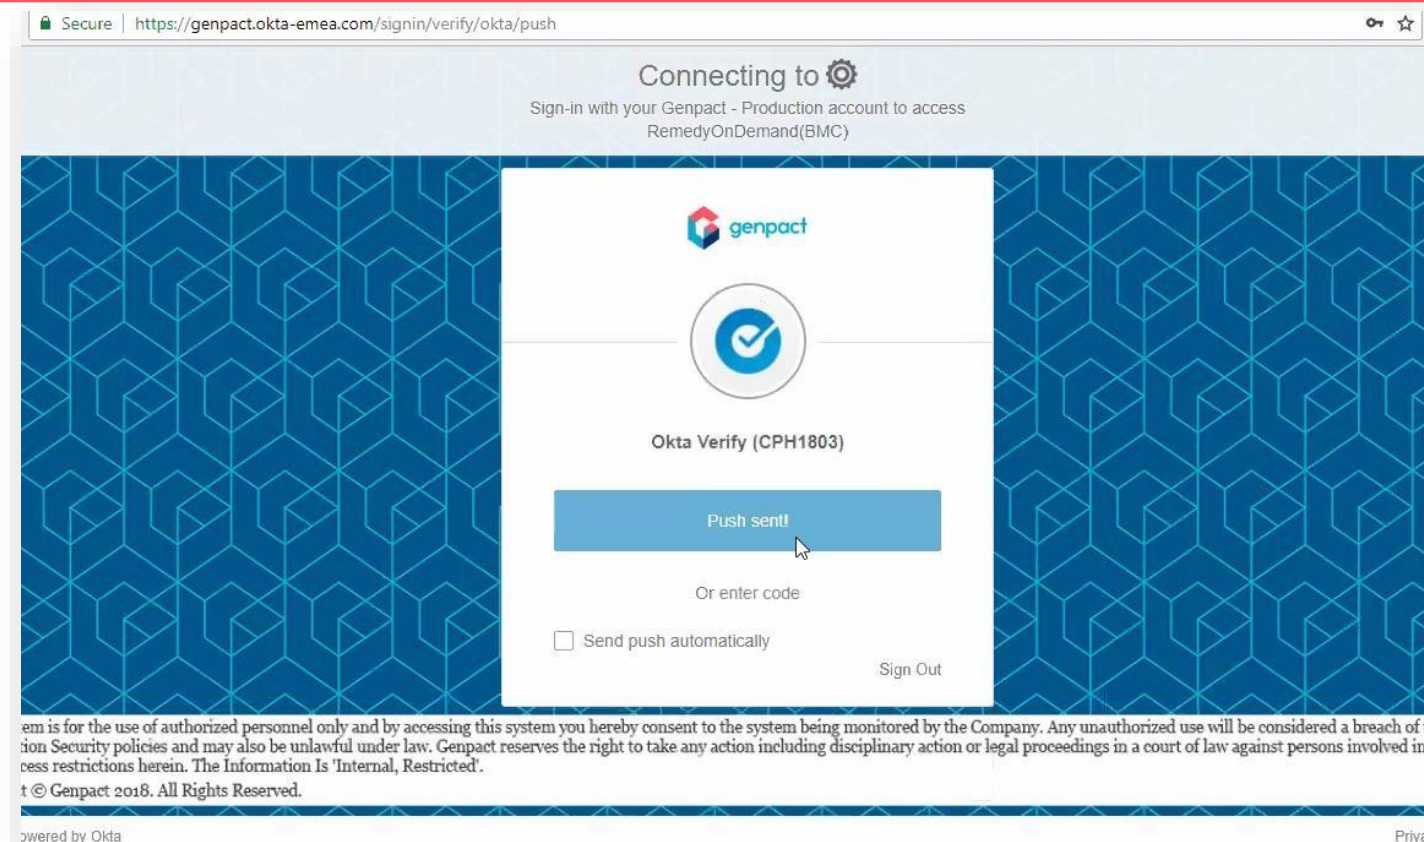 Secure | https://genpact.okta-emea.com/signin/verify/okta/push
Connecting to
Sign-in with your Genpact - Production account to access
RemedyOnDemand(BMC)
genpact
Okta Verify (CPH1803)
Push sent!
Or enter code
Send push automatically
Sign Out
em is for the use of authorized personnel only and by accessing this system you hereby consent to the system being monitored by the Company. Any unauthorized use will be considered a breach of
ion Security policies and may also be unlawful under law. Genpact reserves the right to take any action including disciplinary action or legal proceedings in a court of law against persons involved in
cess restrictions herein. The Information Is 'Internal, Restricted'.
t © Genpact 2018. All Rights Reserved.
owered by Okta
Priva